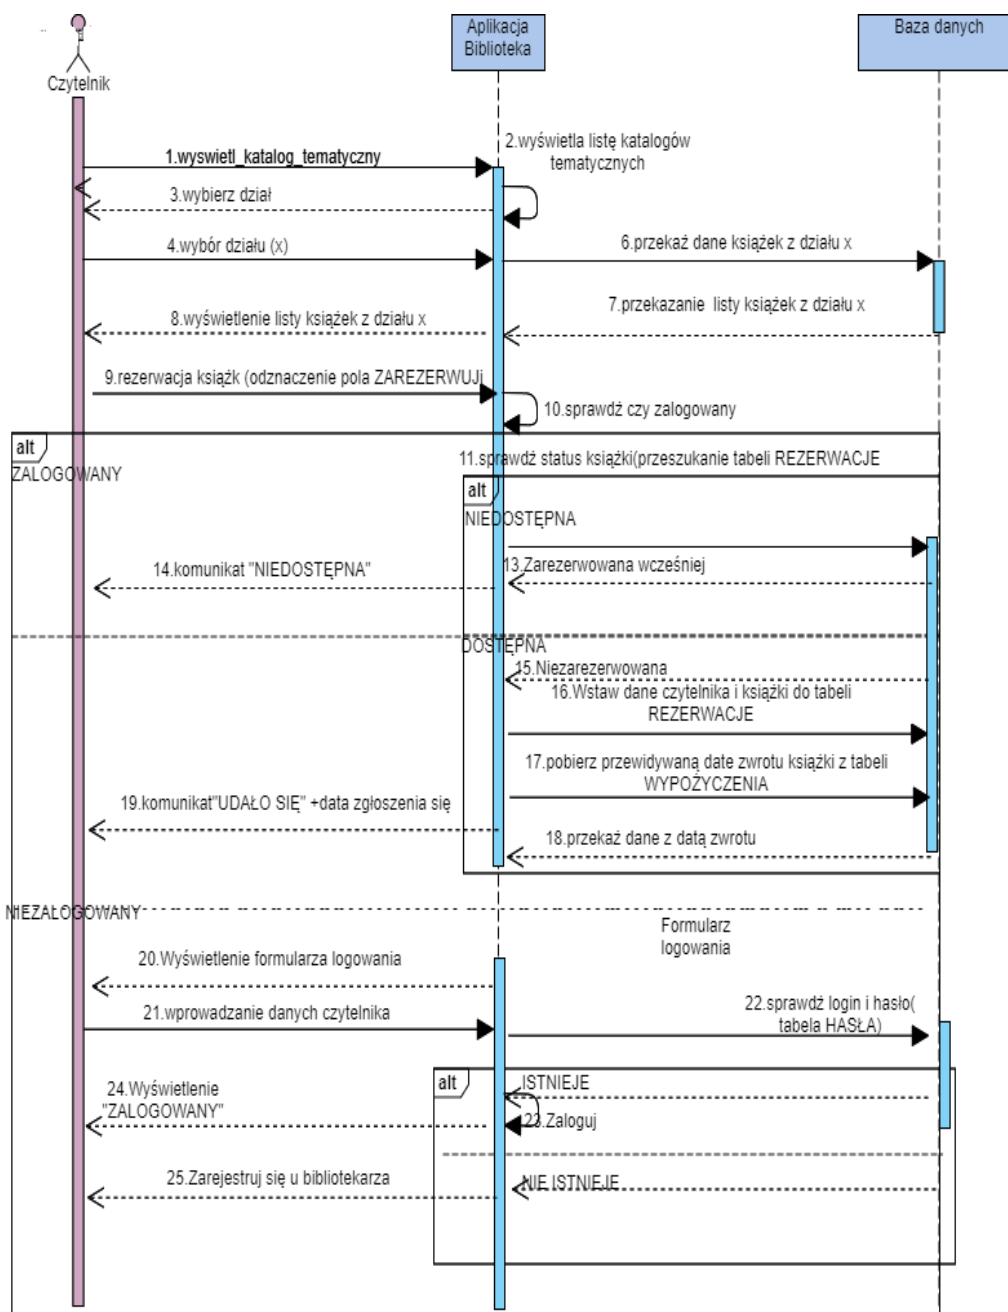 Aplikacja
Biblioteka
Baza danych
Czytelnik
1.wyswietl_katalog_tematyczny
2.wyświetla listę katalogów
tematycznych
3.wybierz dział
4.wybór działu (x)
6.przekaż dane książek z działu x
7.przekazanie listy książek z działu x
8.wyświetlenie listy książek z działu x
9.rezerwacja książk (odznaczenie pola ZAREZERWUJ
10.sprawdź czy zalogowany
alt
ZALOGOWANY
11.sprawdź status książki(przeszukanie tabeli REZERWACJE
alt
NIEDOSTĘPNA
13.Zarezerwowana wcześniej
14.komunikat "NIEDOSTĘPNA"
DOSTĘPNA
15.Niezarezerwowana
16.Wstaw dane czytelnika i książki do tabeli
REZERWACJE
17.pobierz przewidywaną date zwrotu książki z tabeli
WYPOŻYCZENIA
19.komunikat"UDAŁO SIĘ" +data zgłoszenia się
18.przekaż dane z datą zwrotu
NIEZALOGOWANY
Formularz
logowania
20.Wyświetlenie formularza logowania
21.wprowadzanie danych czytelnika
22.sprawdź login i hasło(
tabela HASŁA)
alt
ISTNIEJE
24.Wyświetlenie
"ZALOGOWANY"
23.Zaloguj
25.Zarejestruj się u bibliotekarza
NIE ISTNIEJE